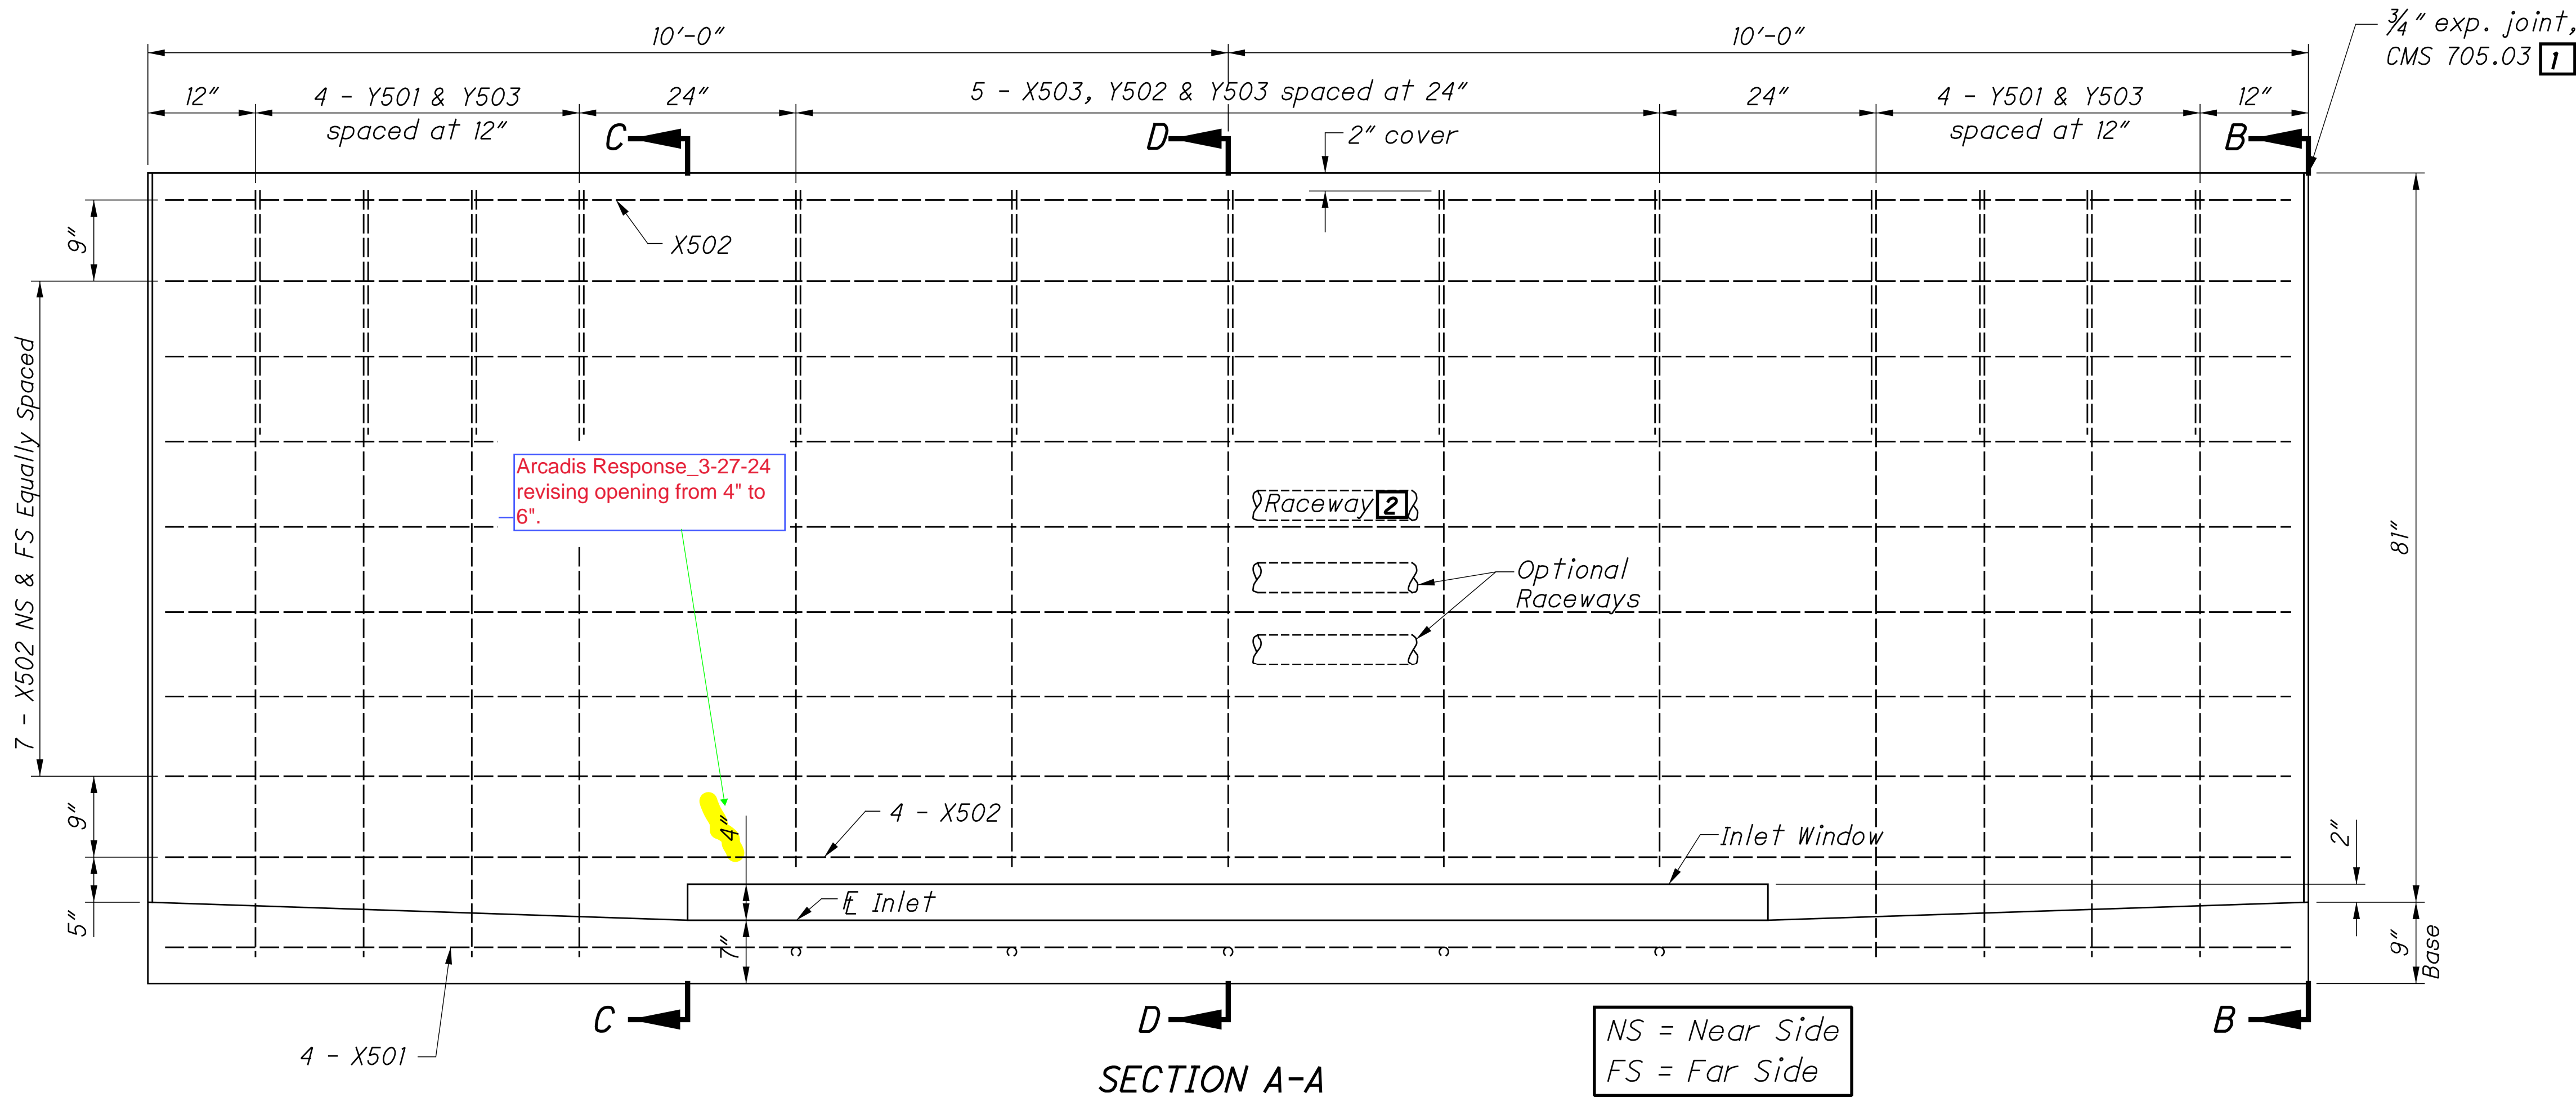 10'-0"
10'-0"
¾" exp. joint,
CMS 705.03 1
12"
4 - Y501 & Y503
spaced at 12"
24"
5 - X503, Y502 & Y503 spaced at 24"
24"
4 - Y501 & Y503
spaced at 12"
12"
C
D
2" cover
B
9"
X502
7 - X502 NS & FS Equally Spaced
Arcadis Response_3-27-24
revising opening from 4" to
6".
Raceway 2
Optional
Raceways
81"
9"
4"
4 - X502
Inlet Window
2"
5"
℄ Inlet
7"
9"
Base
C
D
B
4 - X501
SECTION A-A
NS = Near Side
FS = Far Side